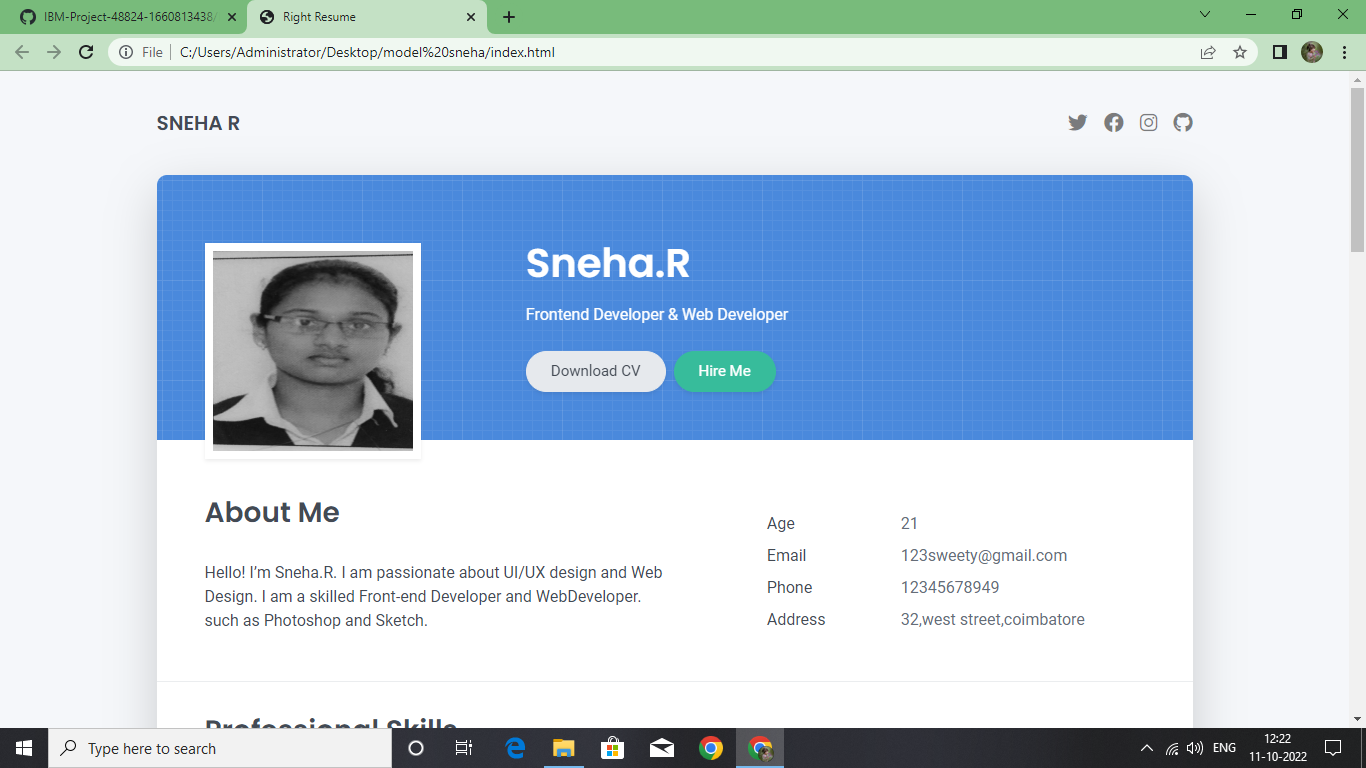 IBM-Project-48824-1660813438/
Right Resume
File
C:/Users/Administrator/Desktop/model%20sneha/index.html
SNEHA R
Sneha.R
Frontend Developer & Web Developer
Download CV
Hire Me
About Me
Hello! I’m Sneha.R. I am passionate about UI/UX design and Web
Design. I am a skilled Front-end Developer and WebDeveloper.
such as Photoshop and Sketch.
Age 21
Email 123sweety@gmail.com
Phone 12345678949
Address 32,west street,coimbatore
Professional Skills
Type here to search
ENG
12:22
11-10-2022